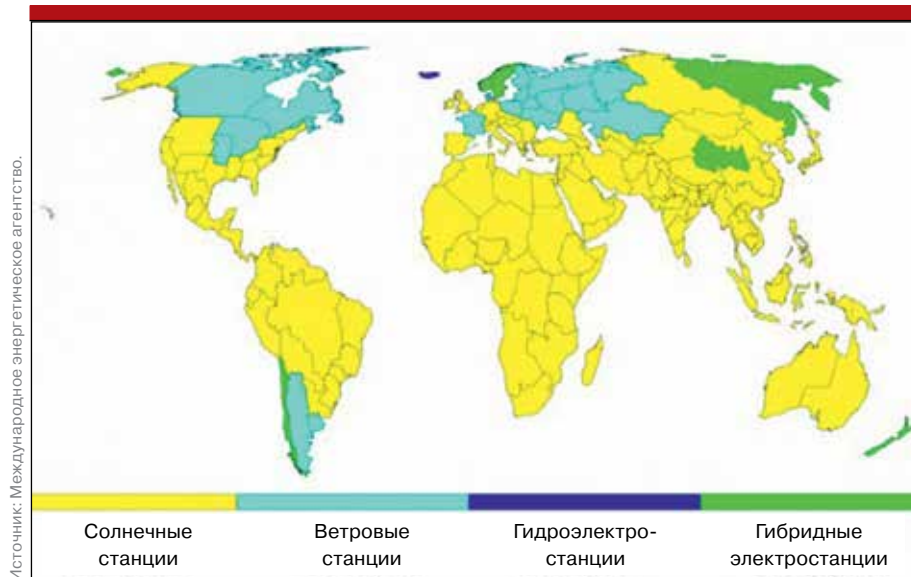 Источник: Международное энергетическое агентство.
Солнечные
станции
Ветровые
станции
Гидроэлектро-
станции
Гибридные
электростанции